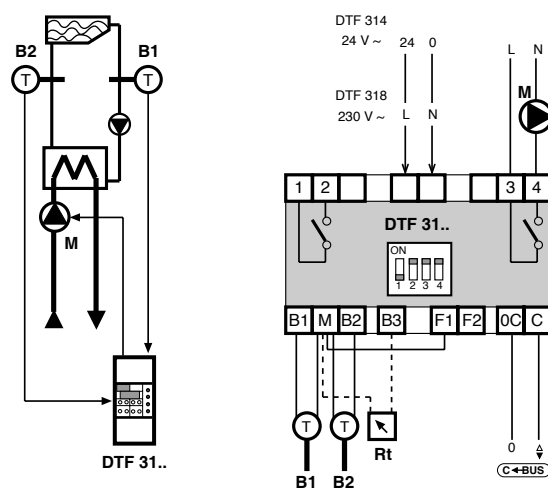 B2 B1
T T
M
DTF 31..
DTF 314
24 V ~ 24 0
DTF 318
230 V ~ L N
L N
M
1 2 3 4
DTF 31..
ON
1 2 3 4
B1 M B2 B3 F1 F2 0C C
T T
Rt
B1 B2
0
C BUS